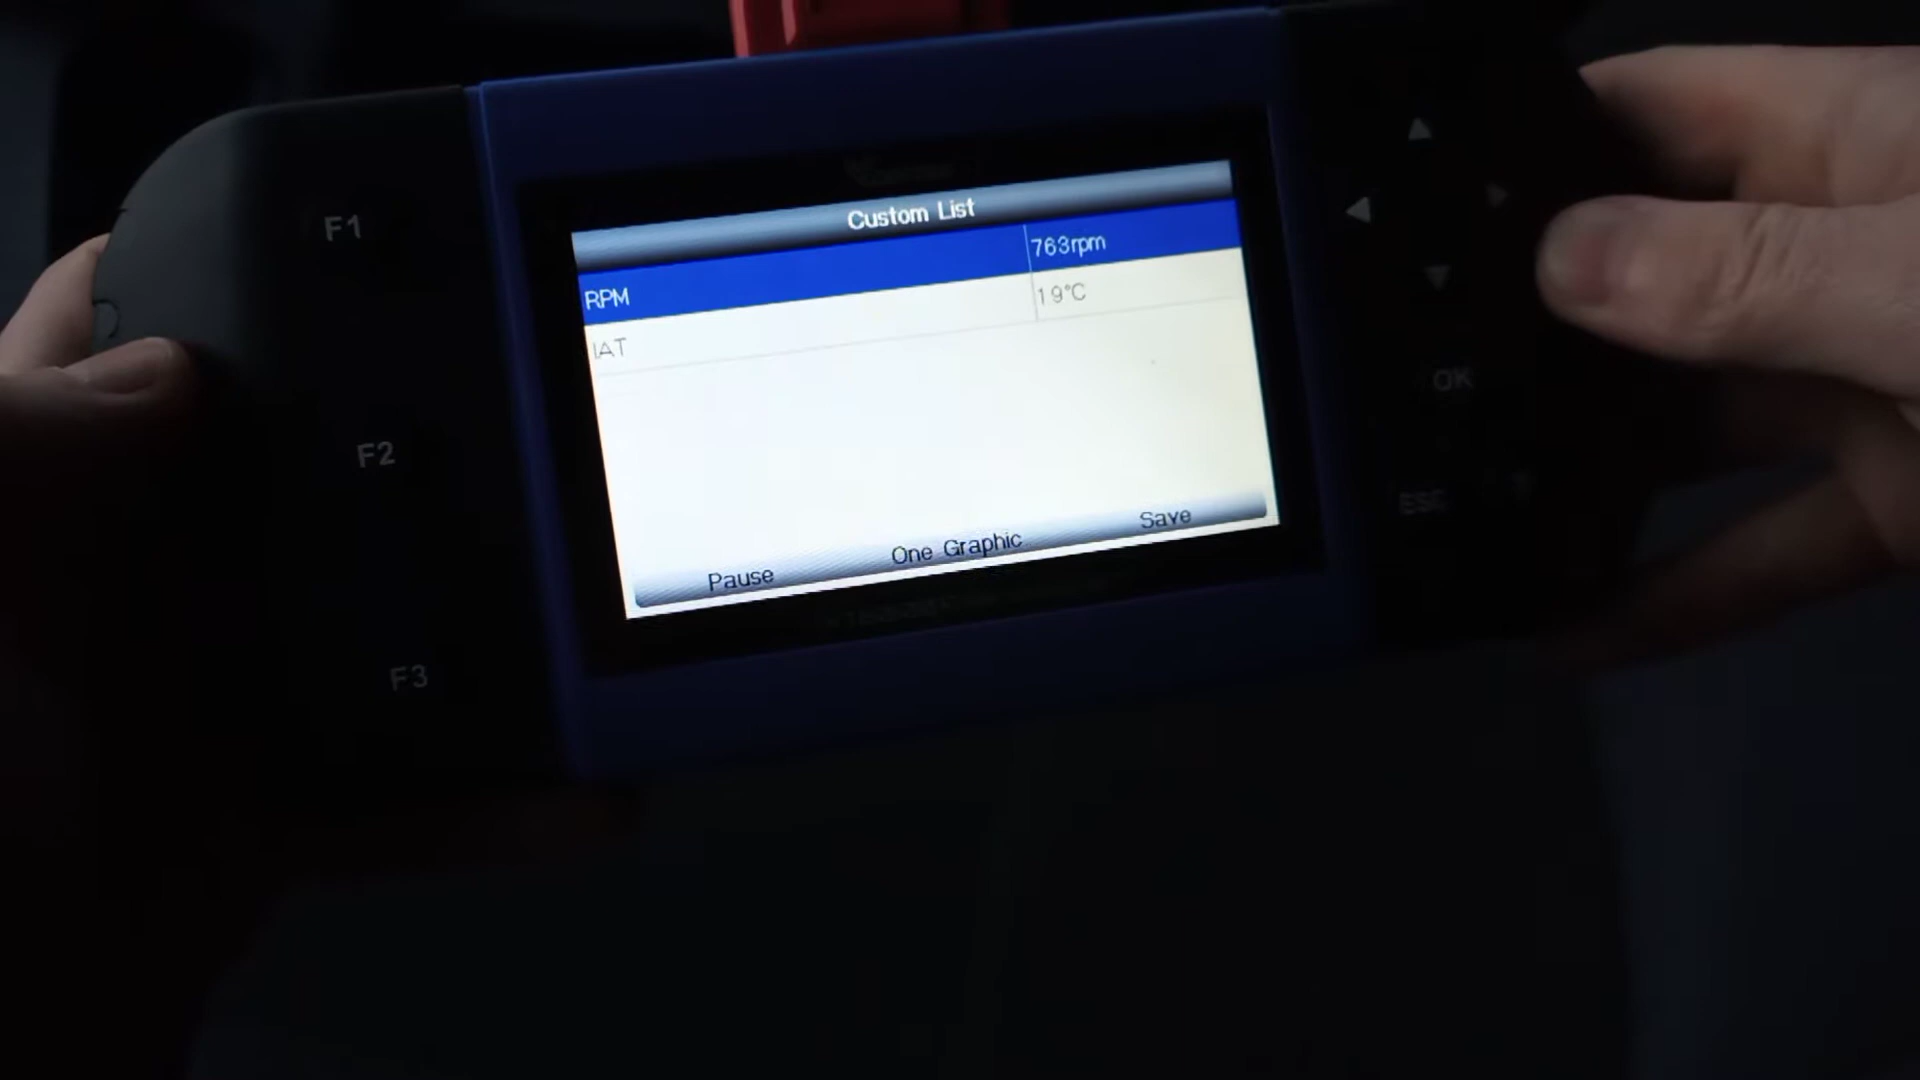 Custom List
RPM 763rpm
IAT 19°C
Pause One Graphic Save
F1
F2
F3
OK
ESC